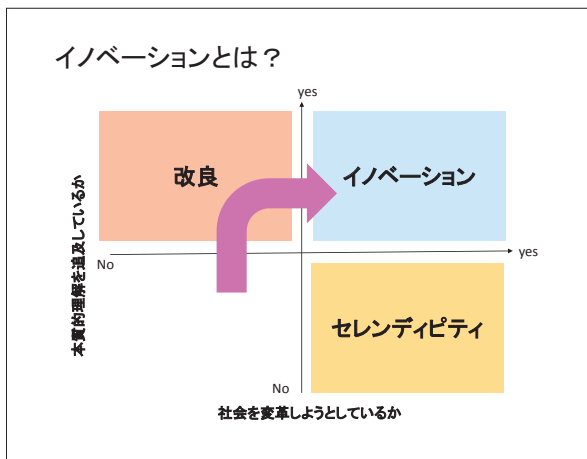 イノベーションとは？
yes
改良
イノベーション
本質的理解を追及しているか
No
yes
セレンディピティ
No
社会を変革しようとしているか